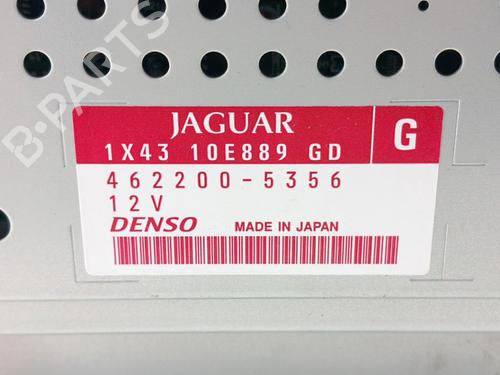 B-PARTS
JAGUAR
1X43 10E889 GD
G
462200-5356
12V
DENSO MADE IN JAPAN